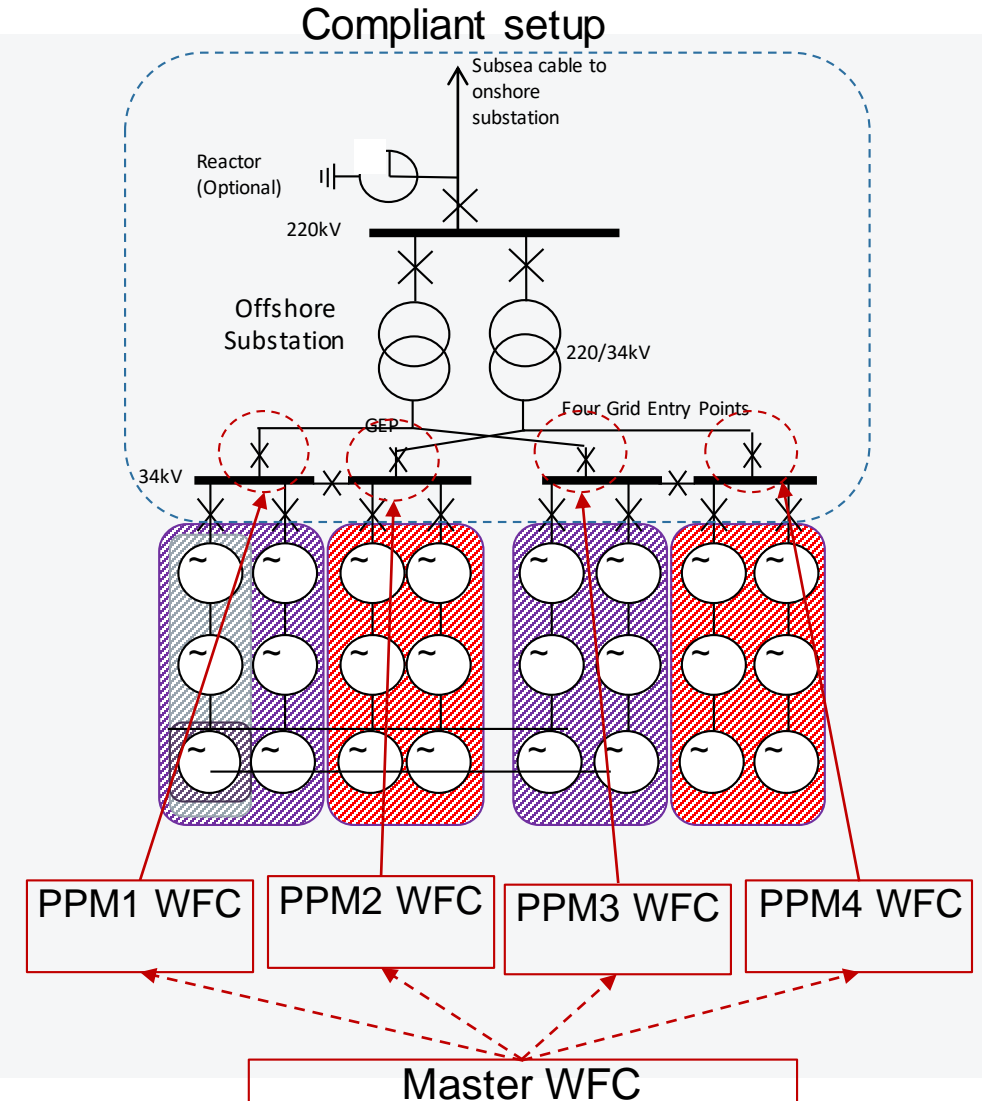 Compliant setup
Subsea cable to
onshore
substation
Reactor
(Optional)
220kV
Offshore
Substation
220/34kV
Four Grid Entry Points
GEP
34kV
~ ~ ~ ~ ~ ~ ~ ~
~ ~ ~ ~ ~ ~ ~ ~
~ ~ ~ ~ ~ ~ ~ ~
PPM1 WFC
PPM2 WFC
PPM3 WFC
PPM4 WFC
Master WFC